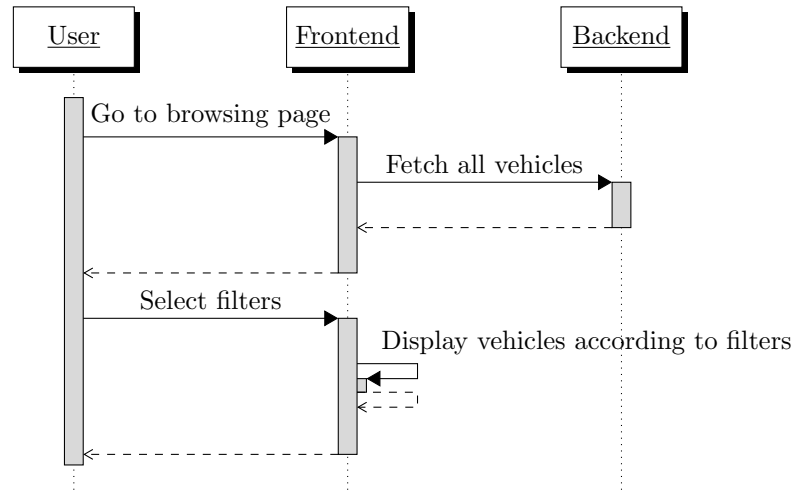 User
Frontend
Backend
Go to browsing page
Fetch all vehicles
Select filters
Display vehicles according to filters